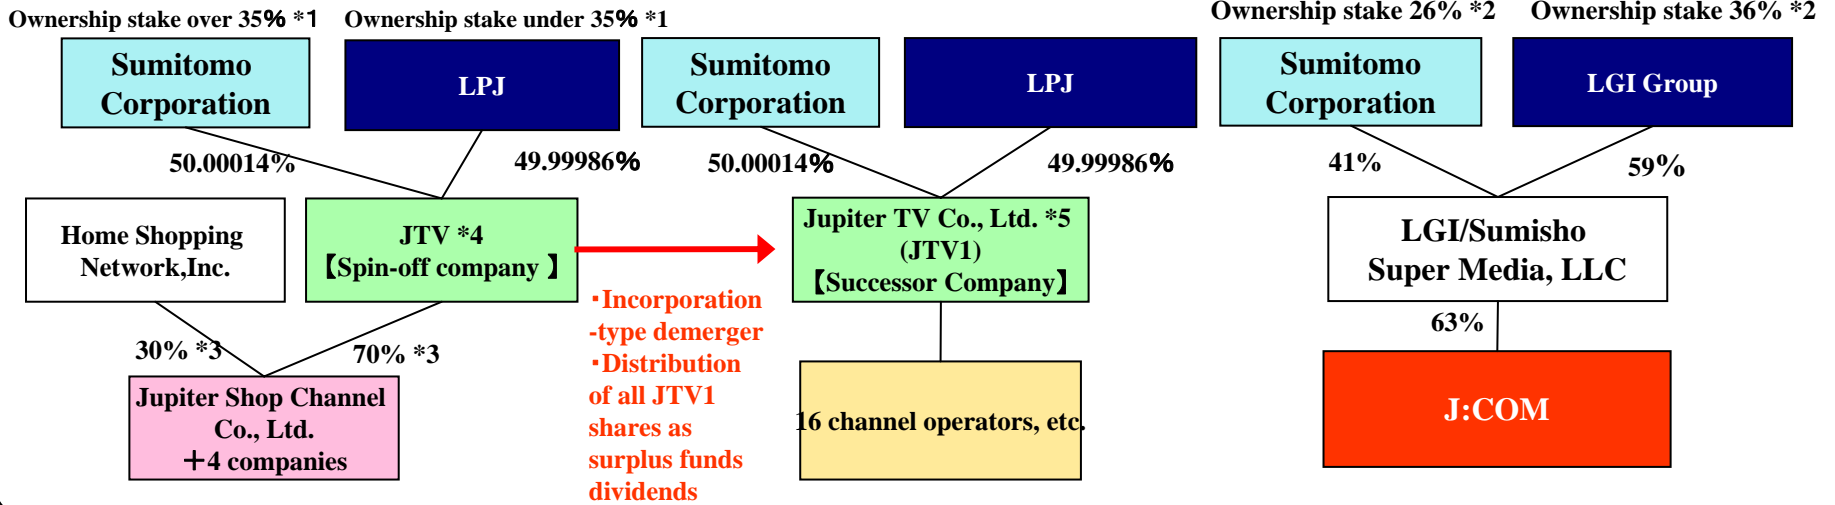 Ownership stake over 35% *1
Ownership stake under 35% *1
Ownership stake 26% *2
Ownership stake 36% *2
Sumitomo
Corporation
LPJ
Sumitomo
Corporation
LPJ
Sumitomo
Corporation
LGI Group
50.00014%
49.99986%
50.00014%
49.99986%
41%
59%
Home Shopping
Network,Inc.
JTV *4
【Spin-off company 】
Jupiter TV Co., Ltd. *5
(JTV1)
【Successor Company】
LGI/Sumisho
Super Media, LLC
30% *3
70% *3
・Incorporation
-type demerger
・Distribution
of all JTV1
shares as
surplus funds
dividends
63%
Jupiter Shop Channel
Co., Ltd.
＋4 companies
16 channel operators, etc.
J:COM